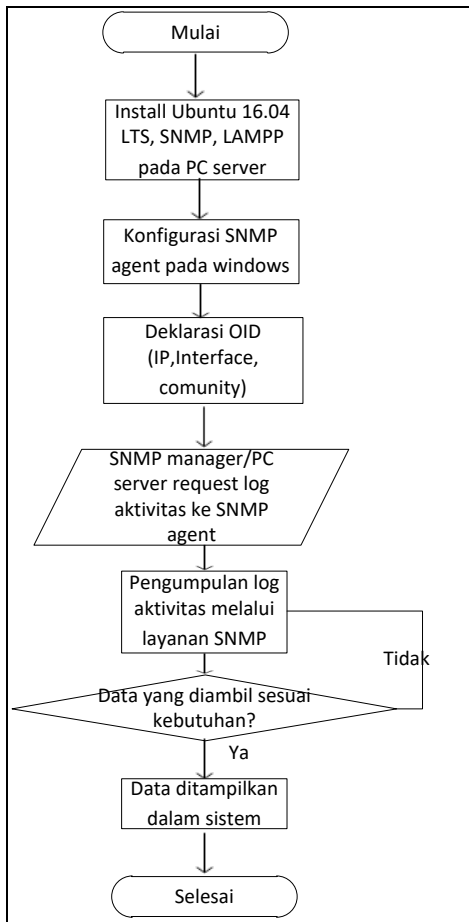 Mulai
Install Ubuntu 16.04
LTS, SNMP, LAMPP
pada PC server
Konfigurasi SNMP
agent pada windows
Deklarasi OID
(IP,Interface,
comunity)
SNMP manager/PC
server request log
aktivitas ke SNMP
agent
Pengumpulan log
aktivitas melalui
layanan SNMP
Tidak
Data yang diambil sesuai
kebutuhan?
Ya
Data ditampilkan
dalam sistem
Selesai